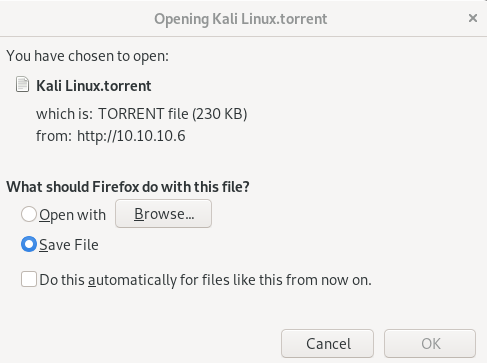 Opening Kali Linux.torrent
You have chosen to open:
Kali Linux.torrent
which is: TORRENT file (230 KB)
from: http://10.10.10.6
What should Firefox do with this file?
Open with Browse...
Save File
Do this automatically for files like this from now on.
Cancel OK